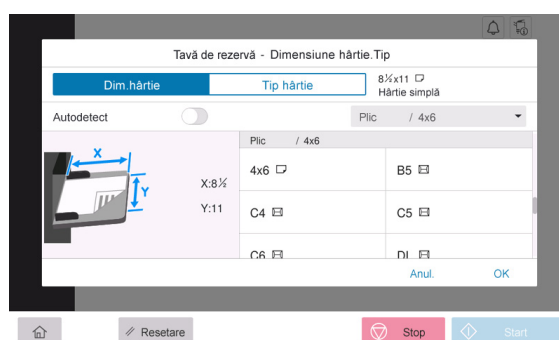 Tavă de rezervă - Dimensiune hârtie.Tip
Dim.hârtie
Tip hârtie
8½x11
Hârtie simplă
Autodetect
Plic / 4x6
Plic / 4x6
X
Y
X:8½
Y:11
4x6
B5
C4
C5
C6
DL
Anul.
OK
Resetare
Stop
Start